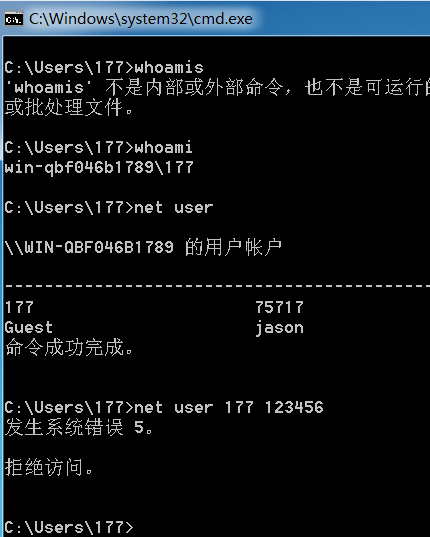 C:\Windows\system32\cmd.exe
C:\Users\177>whoamis
'whoamis' 不是内部或外部命令，也不是可运行的
或批处理文件。
C:\Users\177>whoami
win-qbf046b1789\177
C:\Users\177>net user
\\WIN-QBF046B1789 的用户帐户
-------------------------------------------
177 75717
Guest jason
命令成功完成。
C:\Users\177>net user 177 123456
发生系统错误 5。
拒绝访问。
C:\Users\177>